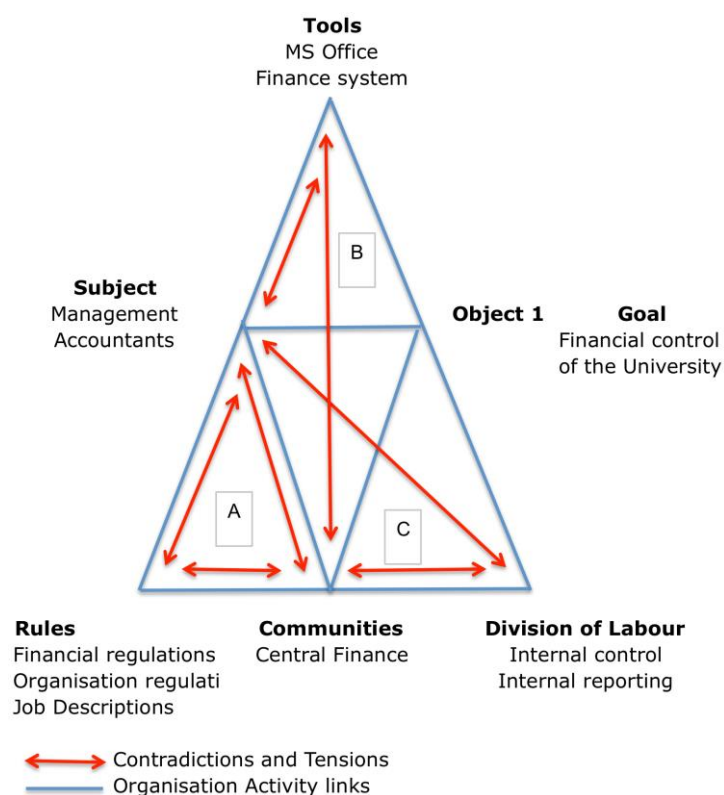 Tools
MS Office
Finance system
B
Subject
Management
Accountants
Object 1
Goal
Financial control
of the University
A
C
Rules
Financial regulations
Organisation regulati
Job Descriptions
Communities
Central Finance
Division of Labour
Internal control
Internal reporting
Contradictions and Tensions
Organisation Activity links